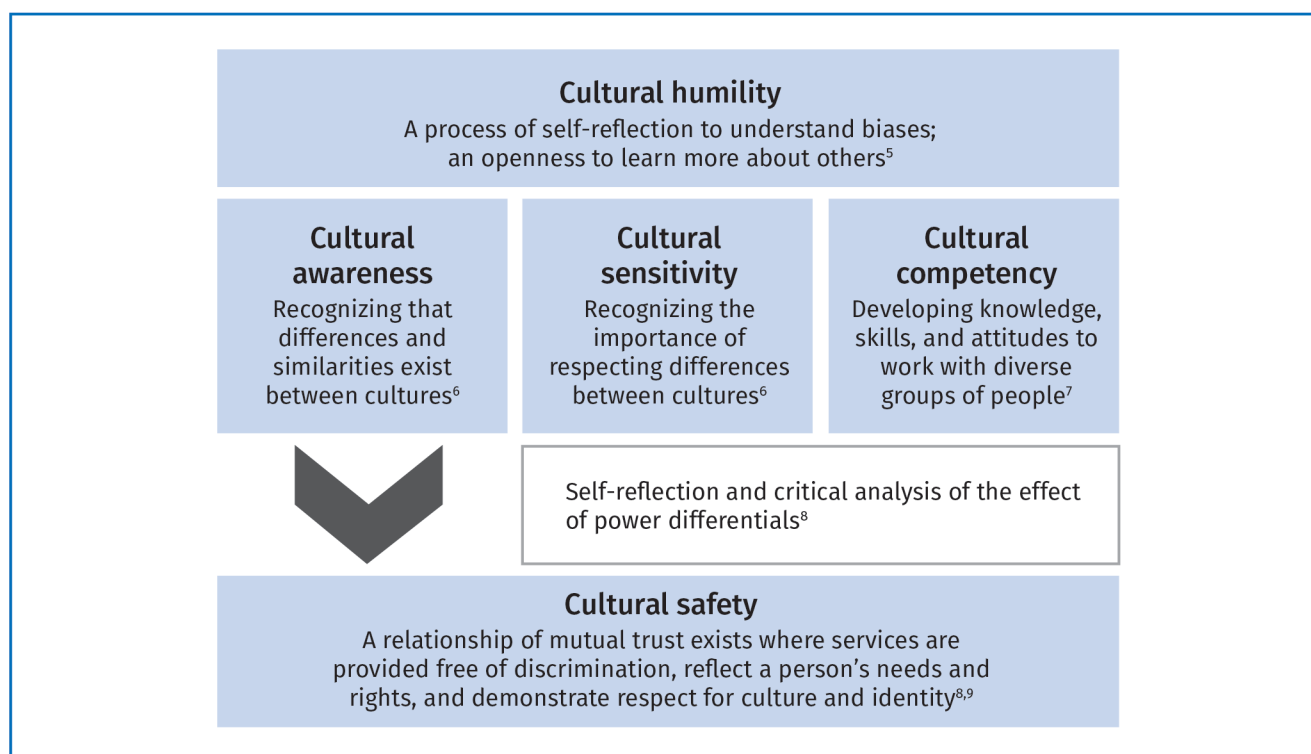 Cultural humility
A process of self-reflection to understand biases;
an openness to learn more about others⁵
Cultural
awareness
Recognizing that
differences and
similarities exist
between cultures⁶
Cultural
sensitivity
Recognizing the
importance of
respecting differences
between cultures⁶
Cultural
competency
Developing knowledge,
skills, and attitudes to
work with diverse
groups of people⁷
Self-reflection and critical analysis of the effect
of power differentials⁸
Cultural safety
A relationship of mutual trust exists where services are
provided free of discrimination, reflect a person’s needs and
rights, and demonstrate respect for culture and identity⁸,⁹